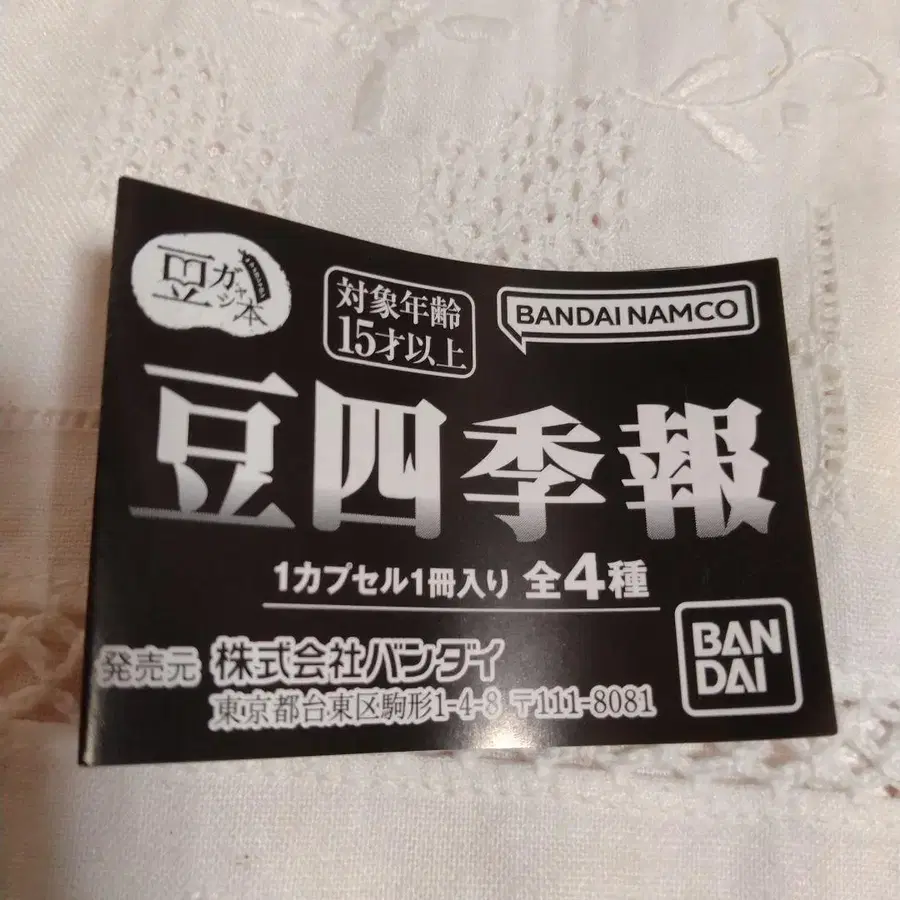 豆ガシャ本
対象年齢
15才以上
BANDAI NAMCO
豆四季報
1カプセル1冊入り 全4種
発売元 株式会社バンダイ
東京都台東区駒形1-4-8 〒111-8081
BAN
DAI